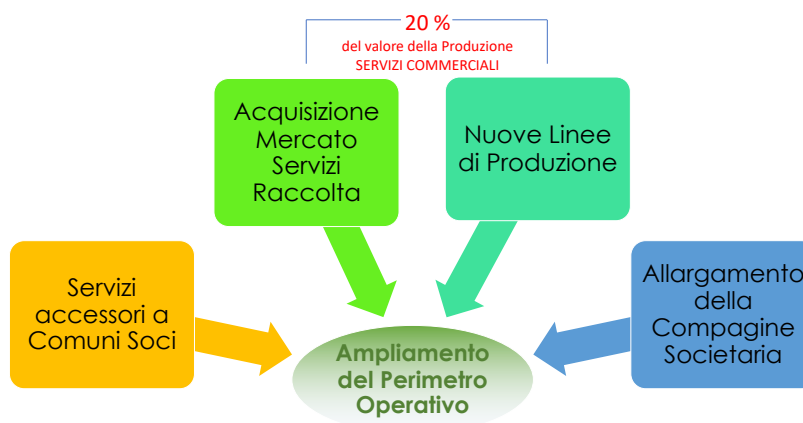 20 %
del valore della Produzione
SERVIZI COMMERCIALI
Acquisizione
Mercato
Servizi
Raccolta
Nuove Linee
di Produzione
Servizi
accessori a
Comuni Soci
Allargamento
della
Compagine
Societaria
Ampliamento
del Perimetro
Operativo